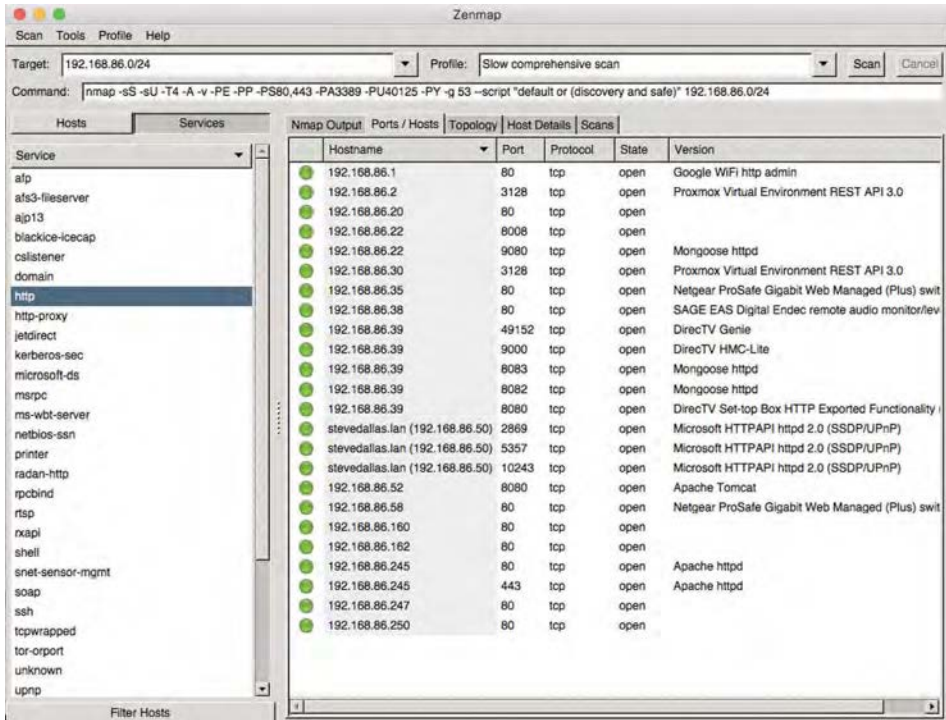 Zenmap
Scan Tools Profile Help
Target: 192.168.86.0/24 Profile: Slow comprehensive scan Scan Cancel
Command: nmap -sS -sU -T4 -A -v -PE -PP -PS80,443 -PA3389 -PU40125 -PY -g 53 --script "default or (discovery and safe)" 192.168.86.0/24
Hosts Services
Nmap Output Ports / Hosts Topology Host Details Scans
Service
afp
afs3-fileserver
ajp13
blackice-icecap
cslistener
domain
http
http-proxy
jetdirect
kerberos-sec
microsoft-ds
msrpc
ms-wbt-server
netbios-ssn
printer
radan-http
rpcbind
rtsp
rxapi
shell
snet-sensor-mgmt
soap
ssh
tcpwrapped
tor-orport
unknown
upnp
Filter Hosts
Hostname Port Protocol State Version
192.168.86.1 80 tcp open Google WiFi http admin
192.168.86.2 3128 tcp open Proxmox Virtual Environment REST API 3.0
192.168.86.20 80 tcp open
192.168.86.22 8008 tcp open
192.168.86.22 9080 tcp open Mongoose httpd
192.168.86.30 3128 tcp open Proxmox Virtual Environment REST API 3.0
192.168.86.35 80 tcp open Netgear ProSafe Gigabit Web Managed (Plus) swit
192.168.86.38 80 tcp open SAGE EAS Digital Endec remote audio monitor/lev
192.168.86.39 49152 tcp open DirecTV Genie
192.168.86.39 9000 tcp open DirecTV HMC-Lite
192.168.86.39 8083 tcp open Mongoose httpd
192.168.86.39 8082 tcp open Mongoose httpd
192.168.86.39 8080 tcp open DirecTV Set-top Box HTTP Exported Functionality
stevedallas.lan (192.168.86.50) 2869 tcp open Microsoft HTTPAPI httpd 2.0 (SSDP/UPnP)
stevedallas.lan (192.168.86.50) 5357 tcp open Microsoft HTTPAPI httpd 2.0 (SSDP/UPnP)
stevedallas.lan (192.168.86.50) 10243 tcp open Microsoft HTTPAPI httpd 2.0 (SSDP/UPnP)
192.168.86.52 8080 tcp open Apache Tomcat
192.168.86.58 80 tcp open Netgear ProSafe Gigabit Web Managed (Plus) swit
192.168.86.160 80 tcp open
192.168.86.162 80 tcp open
192.168.86.245 80 tcp open Apache httpd
192.168.86.245 443 tcp open Apache httpd
192.168.86.247 80 tcp open
192.168.86.250 80 tcp open